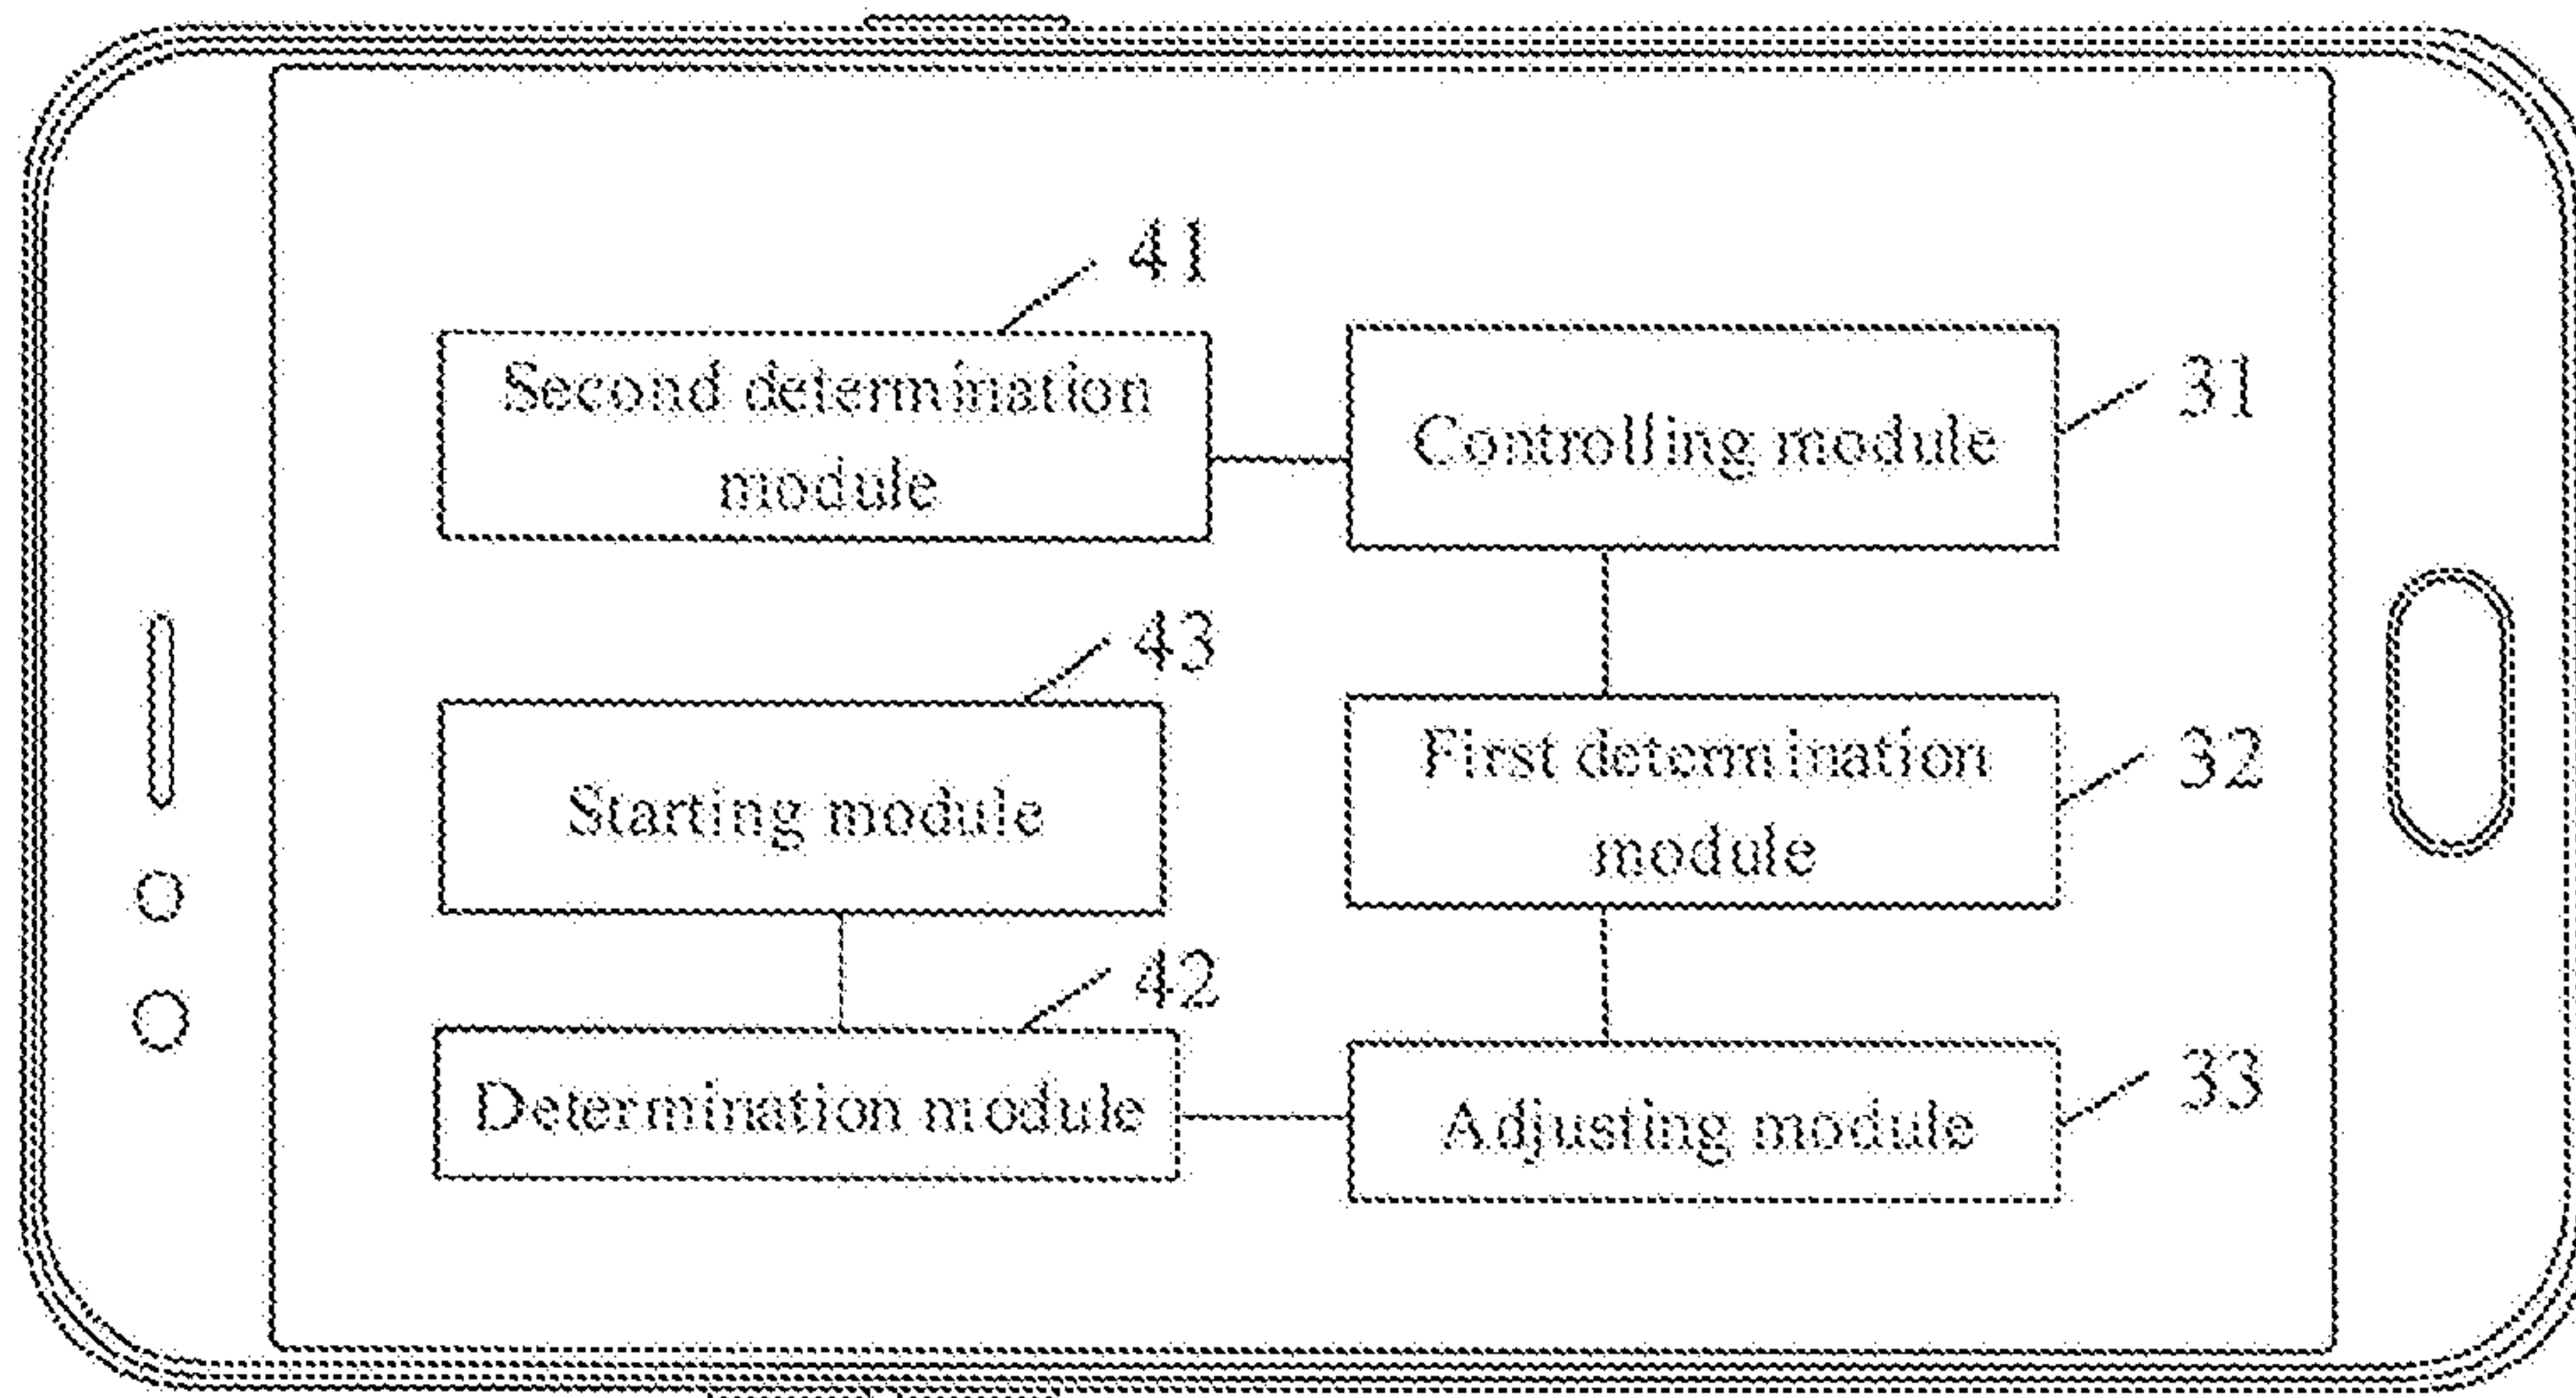 41
Second determination
module
31
Controlling module
43
Starting module
32
First determination
module
42
Determination module
33
Adjusting module